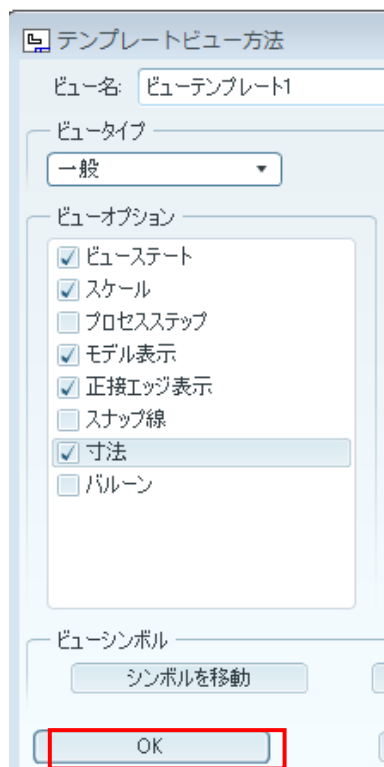 テンプレートビュー方法
ビュー名: ビューテンプレート1
ビュータイプ
一般
ビューオプション
ビューステート
スケール
プロセスステップ
モデル表示
正接エッジ表示
スナップ線
寸法
バルーン
ビューシンボル
シンボルを移動
OK